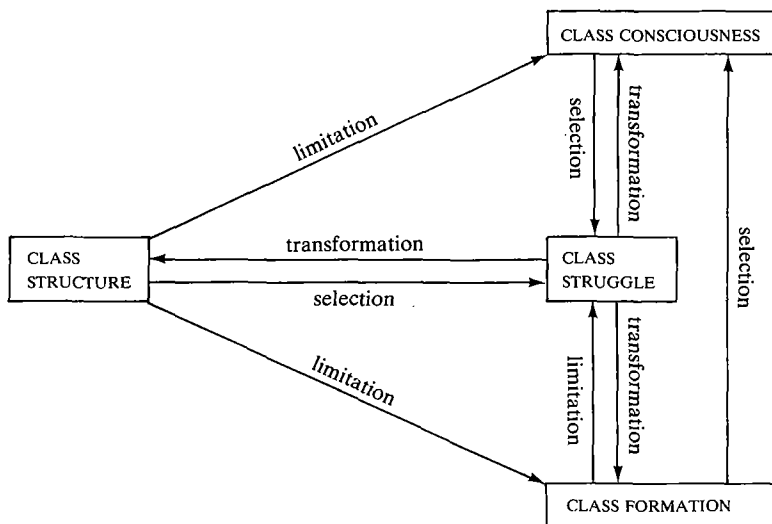 CLASS CONSCIOUSNESS
limitation
selection
transformation
CLASS
STRUCTURE
transformation
selection
CLASS
STRUGGLE
selection
limitation
limitation
transformation
CLASS FORMATION